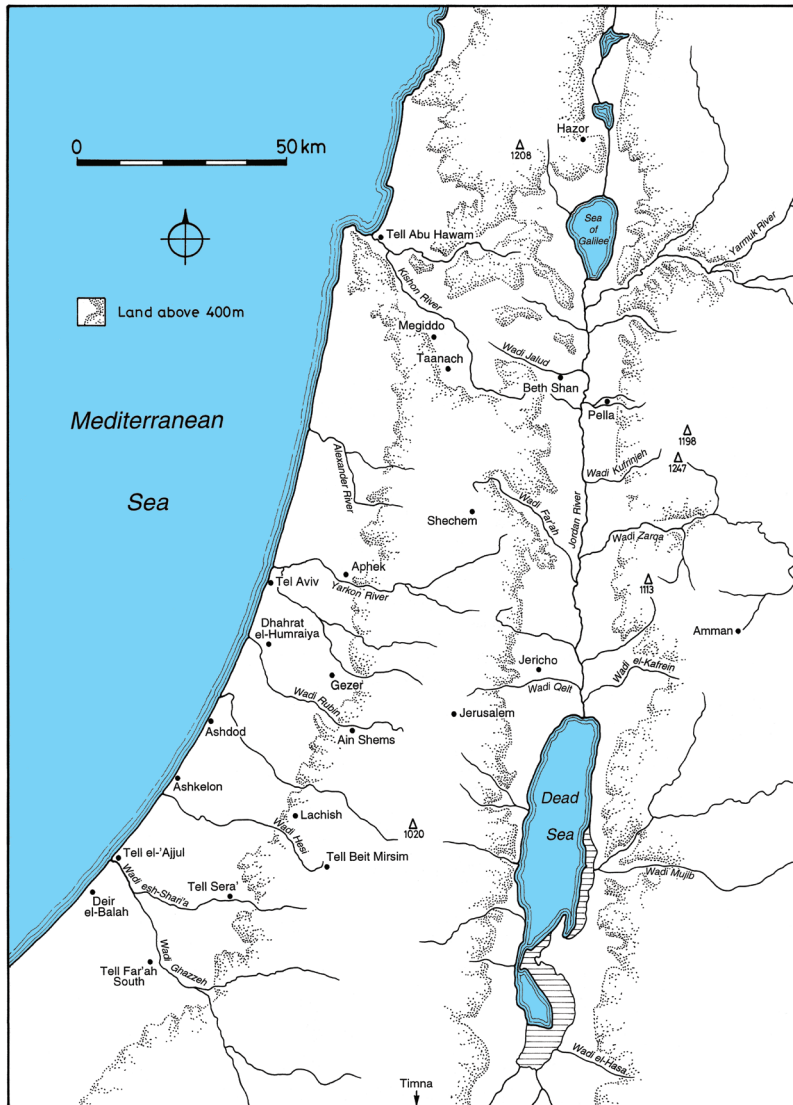 Hazor
1208
0
50 km
Sea
of
Galilee
Tell Abu Hawam
Yarmuk River
Kishon River
Land above 400m
Megiddo
Wadi Jalud
Taanach
Beth Shan
Pella
Mediterranean
Sea
1198
1247
Wadi Kufrinjeh
Alexander River
Wadi Far'ah
Jordan River
Shechem
Wadi Zarqa
Aphek
Tel Aviv
Yarkon River
1113
Dhahrat
el-Humraiya
Amman
Jericho
Wadi el-Kafrein
Gezer
Wadi Qelt
Wadi Rubin
Jerusalem
Ashdod
Ain Shems
Ashkelon
Dead
Sea
Lachish
1020
Wadi Hesi
Tell el-'Ajjul
Tell Beit Mirsim
Wadi Mujib
Wadi esh-Shari'a
Tell Sera'
Deir
el-Balah
Wadi Ghazzeh
Tell Far'ah
South
Wadi el-Hasa
Timna